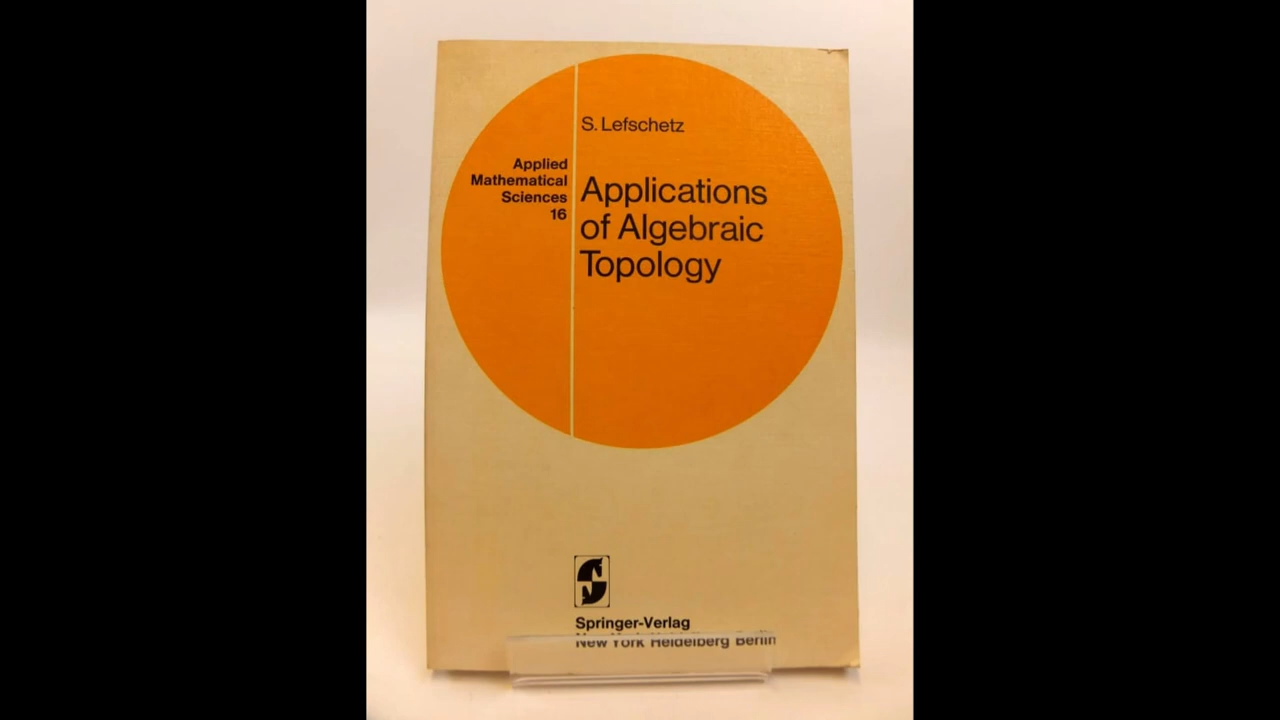 S. Lefschetz
Applied
Mathematical
Sciences
16
Applications
of Algebraic
Topology
Springer-Verlag
New York Heidelberg Berlin